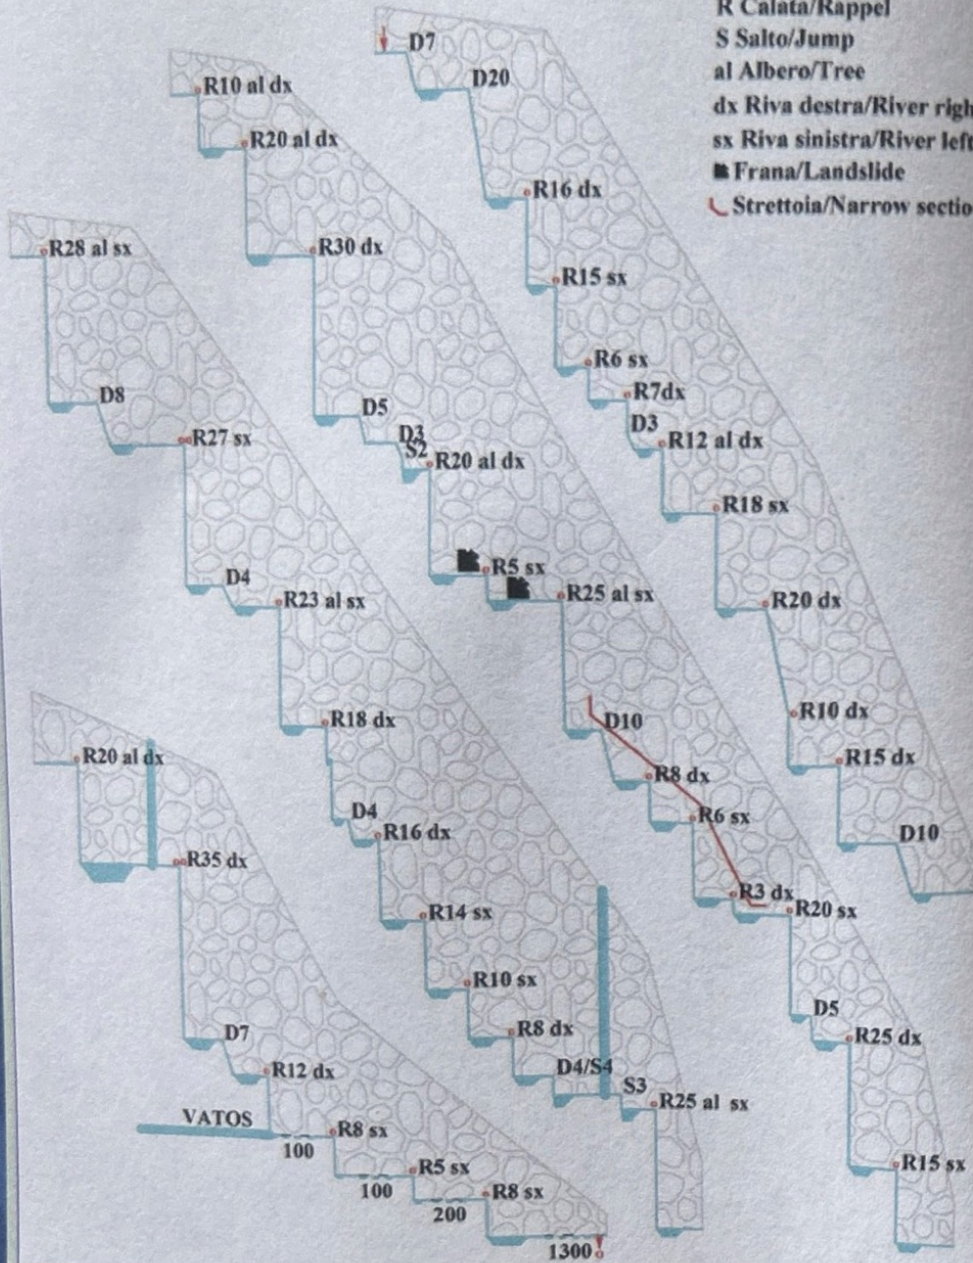 R Calata/Rappel
S Salto/Jump
al Albero/Tree
dx Riva destra/River righ
sx Riva sinistra/River left
Frana/Landslide
Strettoia/Narrow sectio
D7
D20
R16 dx
R15 sx
R6 sx
R7dx
D3
R12 al dx
R18 sx
R20 dx
R10 dx
R15 dx
D10
R10 al dx
R20 al dx
R30 dx
D5
D3
S2
R20 al dx
R5 sx
R25 al sx
D10
R8 dx
R6 sx
R3 dx
R20 sx
D5
R25 dx
R15 sx
R28 al sx
D8
R27 sx
D4
R23 al sx
R18 dx
D4
R16 dx
R14 sx
R10 sx
R8 dx
D4/S4
S3
R25 al sx
R20 al dx
R35 dx
D7
R12 dx
VATOS
R8 sx
100
R5 sx
100
R8 sx
200
1300